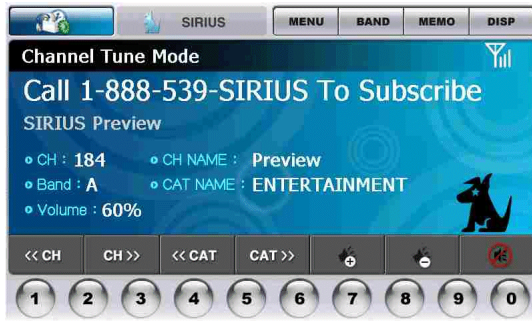 SIRIUS MENU BAND MEMO DISP
Channel Tune Mode
Call 1-888-539-SIRIUS To Subscribe
SIRIUS Preview
CH : 184 CH NAME : Preview
Band : A CAT NAME : ENTERTAINMENT
Volume : 60%
<< CH CH >> << CAT CAT >>
1 2 3 4 5 6 7 8 9 0